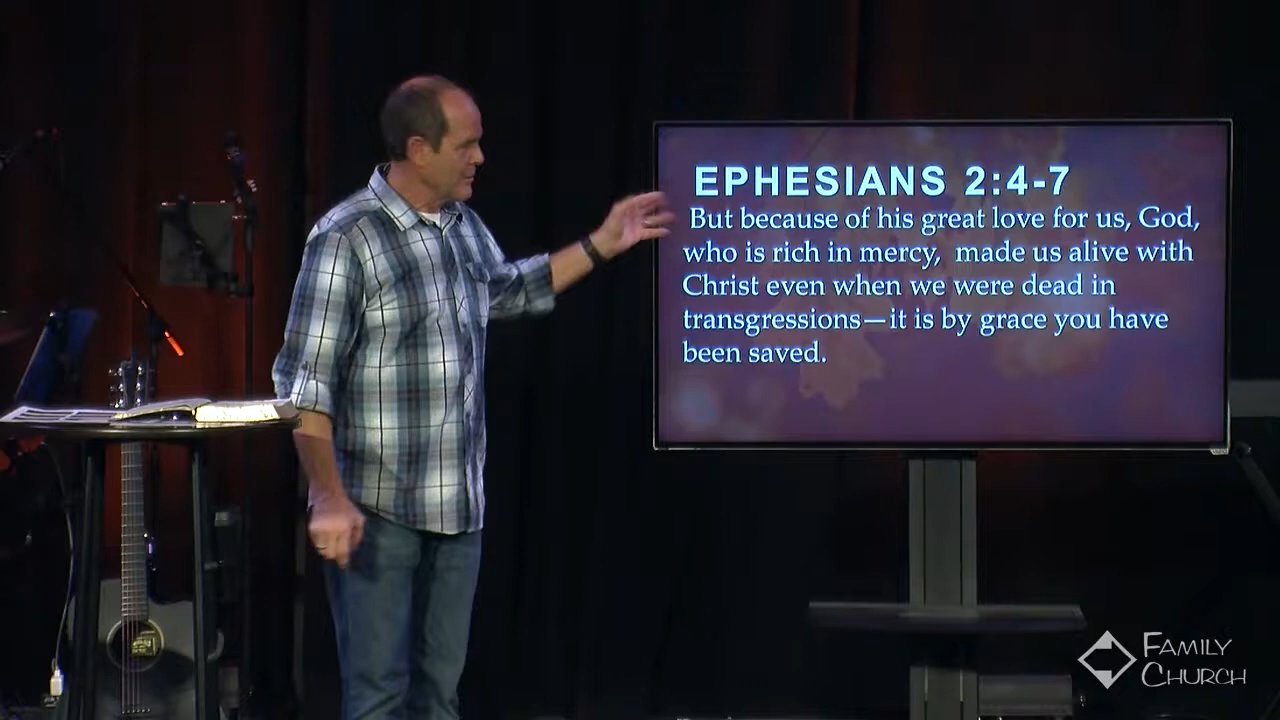 EPHESIANS 2:4-7
But because of his great love for us, God,
who is rich in mercy, made us alive with
Christ even when we were dead in
transgressions—it is by grace you have
been saved.
FAMILY
CHURCH